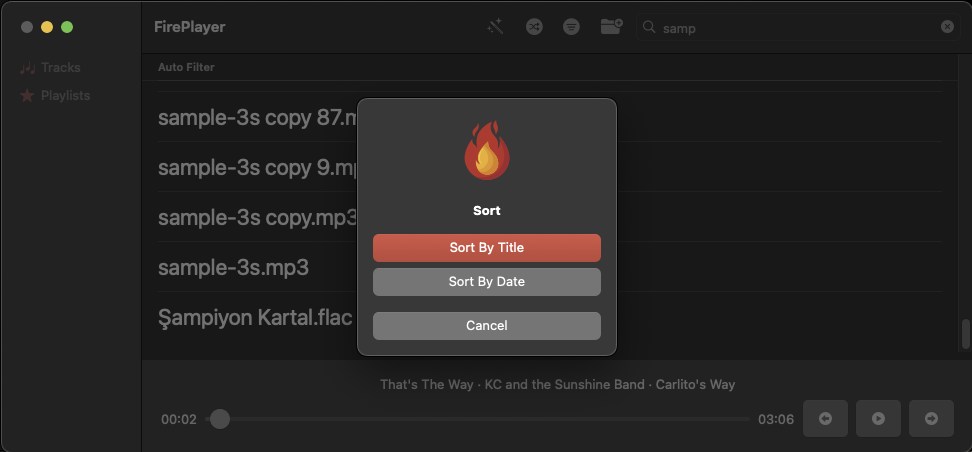 FirePlayer
samp
Tracks
Playlists
Auto Filter
sample-3s copy 87.m
sample-3s copy 9.mp
sample-3s copy.mp3
sample-3s.mp3
Şampiyon Kartal.flac
Sort
Sort By Title
Sort By Date
Cancel
That's The Way · KC and the Sunshine Band · Carlito's Way
00:02
03:06